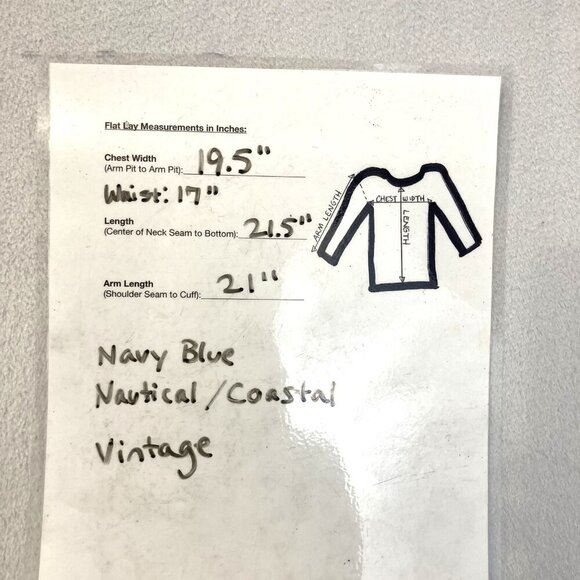 Flat Lay Measurements in Inches:
Chest Width
(Arm Pit to Arm Pit): 19.5"
Waist: 17"
Length
(Center of Neck Seam to Bottom): 21.5"
Arm Length
(Shoulder Seam to Cuff): 21"
ARM LENGTH
CHEST WIDTH
LENGTH
Navy Blue
Nautical / Coastal
Vintage